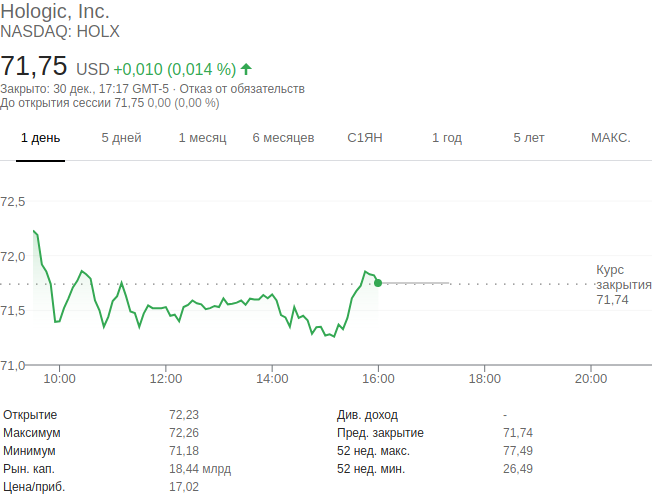 Hologic, Inc.
NASDAQ: HOLX
71,75 USD +0,010 (0,014 %)
Закрыто: 30 дек., 17:17 GMT-5 · Отказ от обязательств
До открытия сессии 71,75 0,00 (0,00 %)
1 день 5 дней 1 месяц 6 месяцев С1ЯН 1 год 5 лет МАКС.
72,5
72,0
Курс
закрытия
71,74
71,5
71,0
10:00 12:00 14:00 16:00 18:00 20:00
Открытие 72,23 Див. доход -
Максимум 72,26 Пред. закрытие 71,74
Минимум 71,18 52 нед. макс. 77,49
Рын. кап. 18,44 млрд 52 нед. мин. 26,49
Цена/приб. 17,02